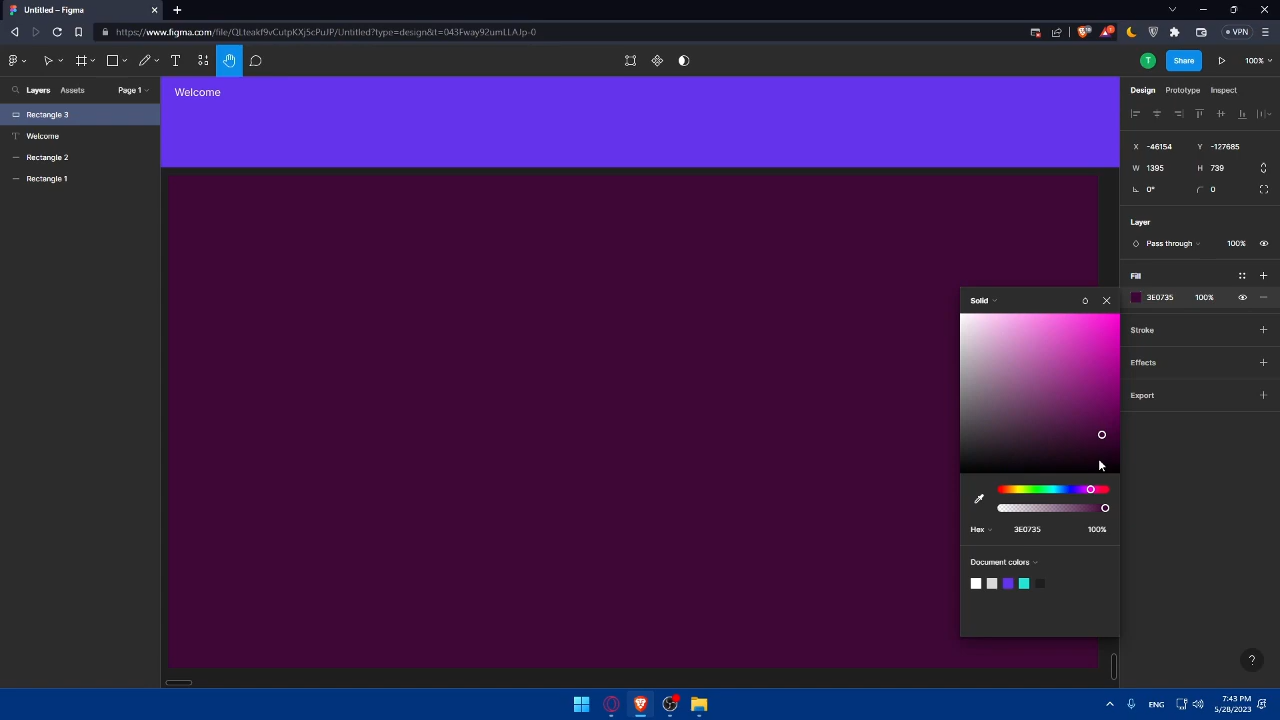 Untitled – Figma
https://www.figma.com/file/QLteakf9vCutpKXj5cPuJP/Untitled?type=design&t=043Fway92umLLAJp-0
VPN
T
Share
100%
Layers
Assets
Page 1
Welcome
Design
Prototype
Inspect
Rectangle 3
Welcome
Rectangle 2
Rectangle 1
X -46154 Y -127685
W 1395 H 739
0° 0
Layer
Pass through 100%
Fill
3E0735 100%
Solid
Stroke
Effects
Export
Hex 3E0735 100%
Document colors
?
ENG
7:43 PM
5/28/2023